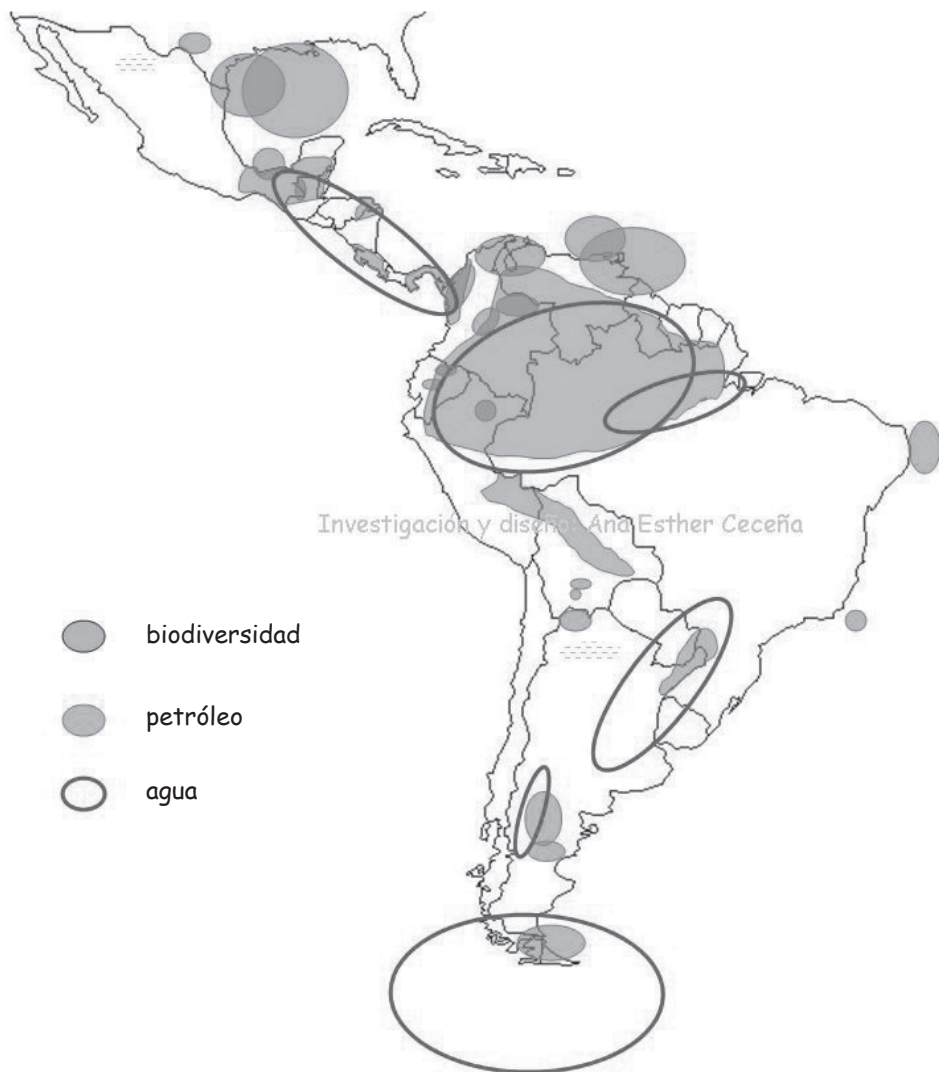 Investigación y diseño: Ana Esther Ceceña
biodiversidad
petróleo
agua